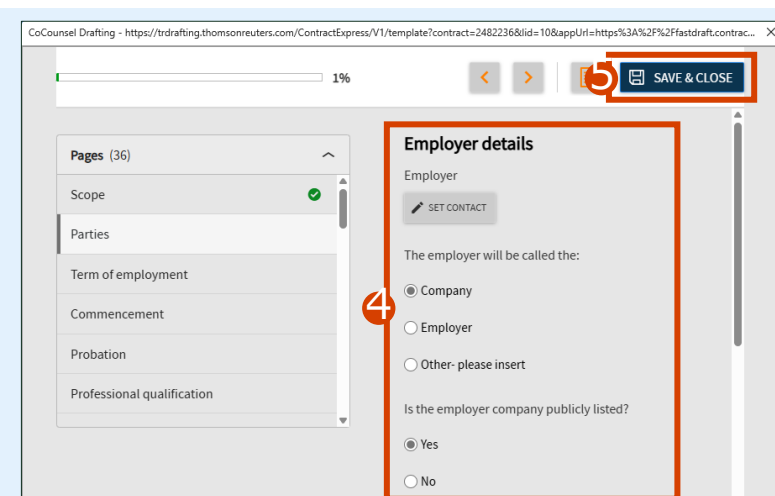 CoCounsel Drafting - https://trdrafting.thomsonreuters.com/ContractExpress/V1/template?contract=2482236&lid=10&appUrl=https%3A%2F%2Ffastdraft.contrac...
1%
5
SAVE & CLOSE
Pages (36)
Scope
Parties
Term of employment
Commencement
Probation
Professional qualification
4
Employer details
Employer
SET CONTACT
The employer will be called the:
Company
Employer
Other- please insert
Is the employer company publicly listed?
Yes
No